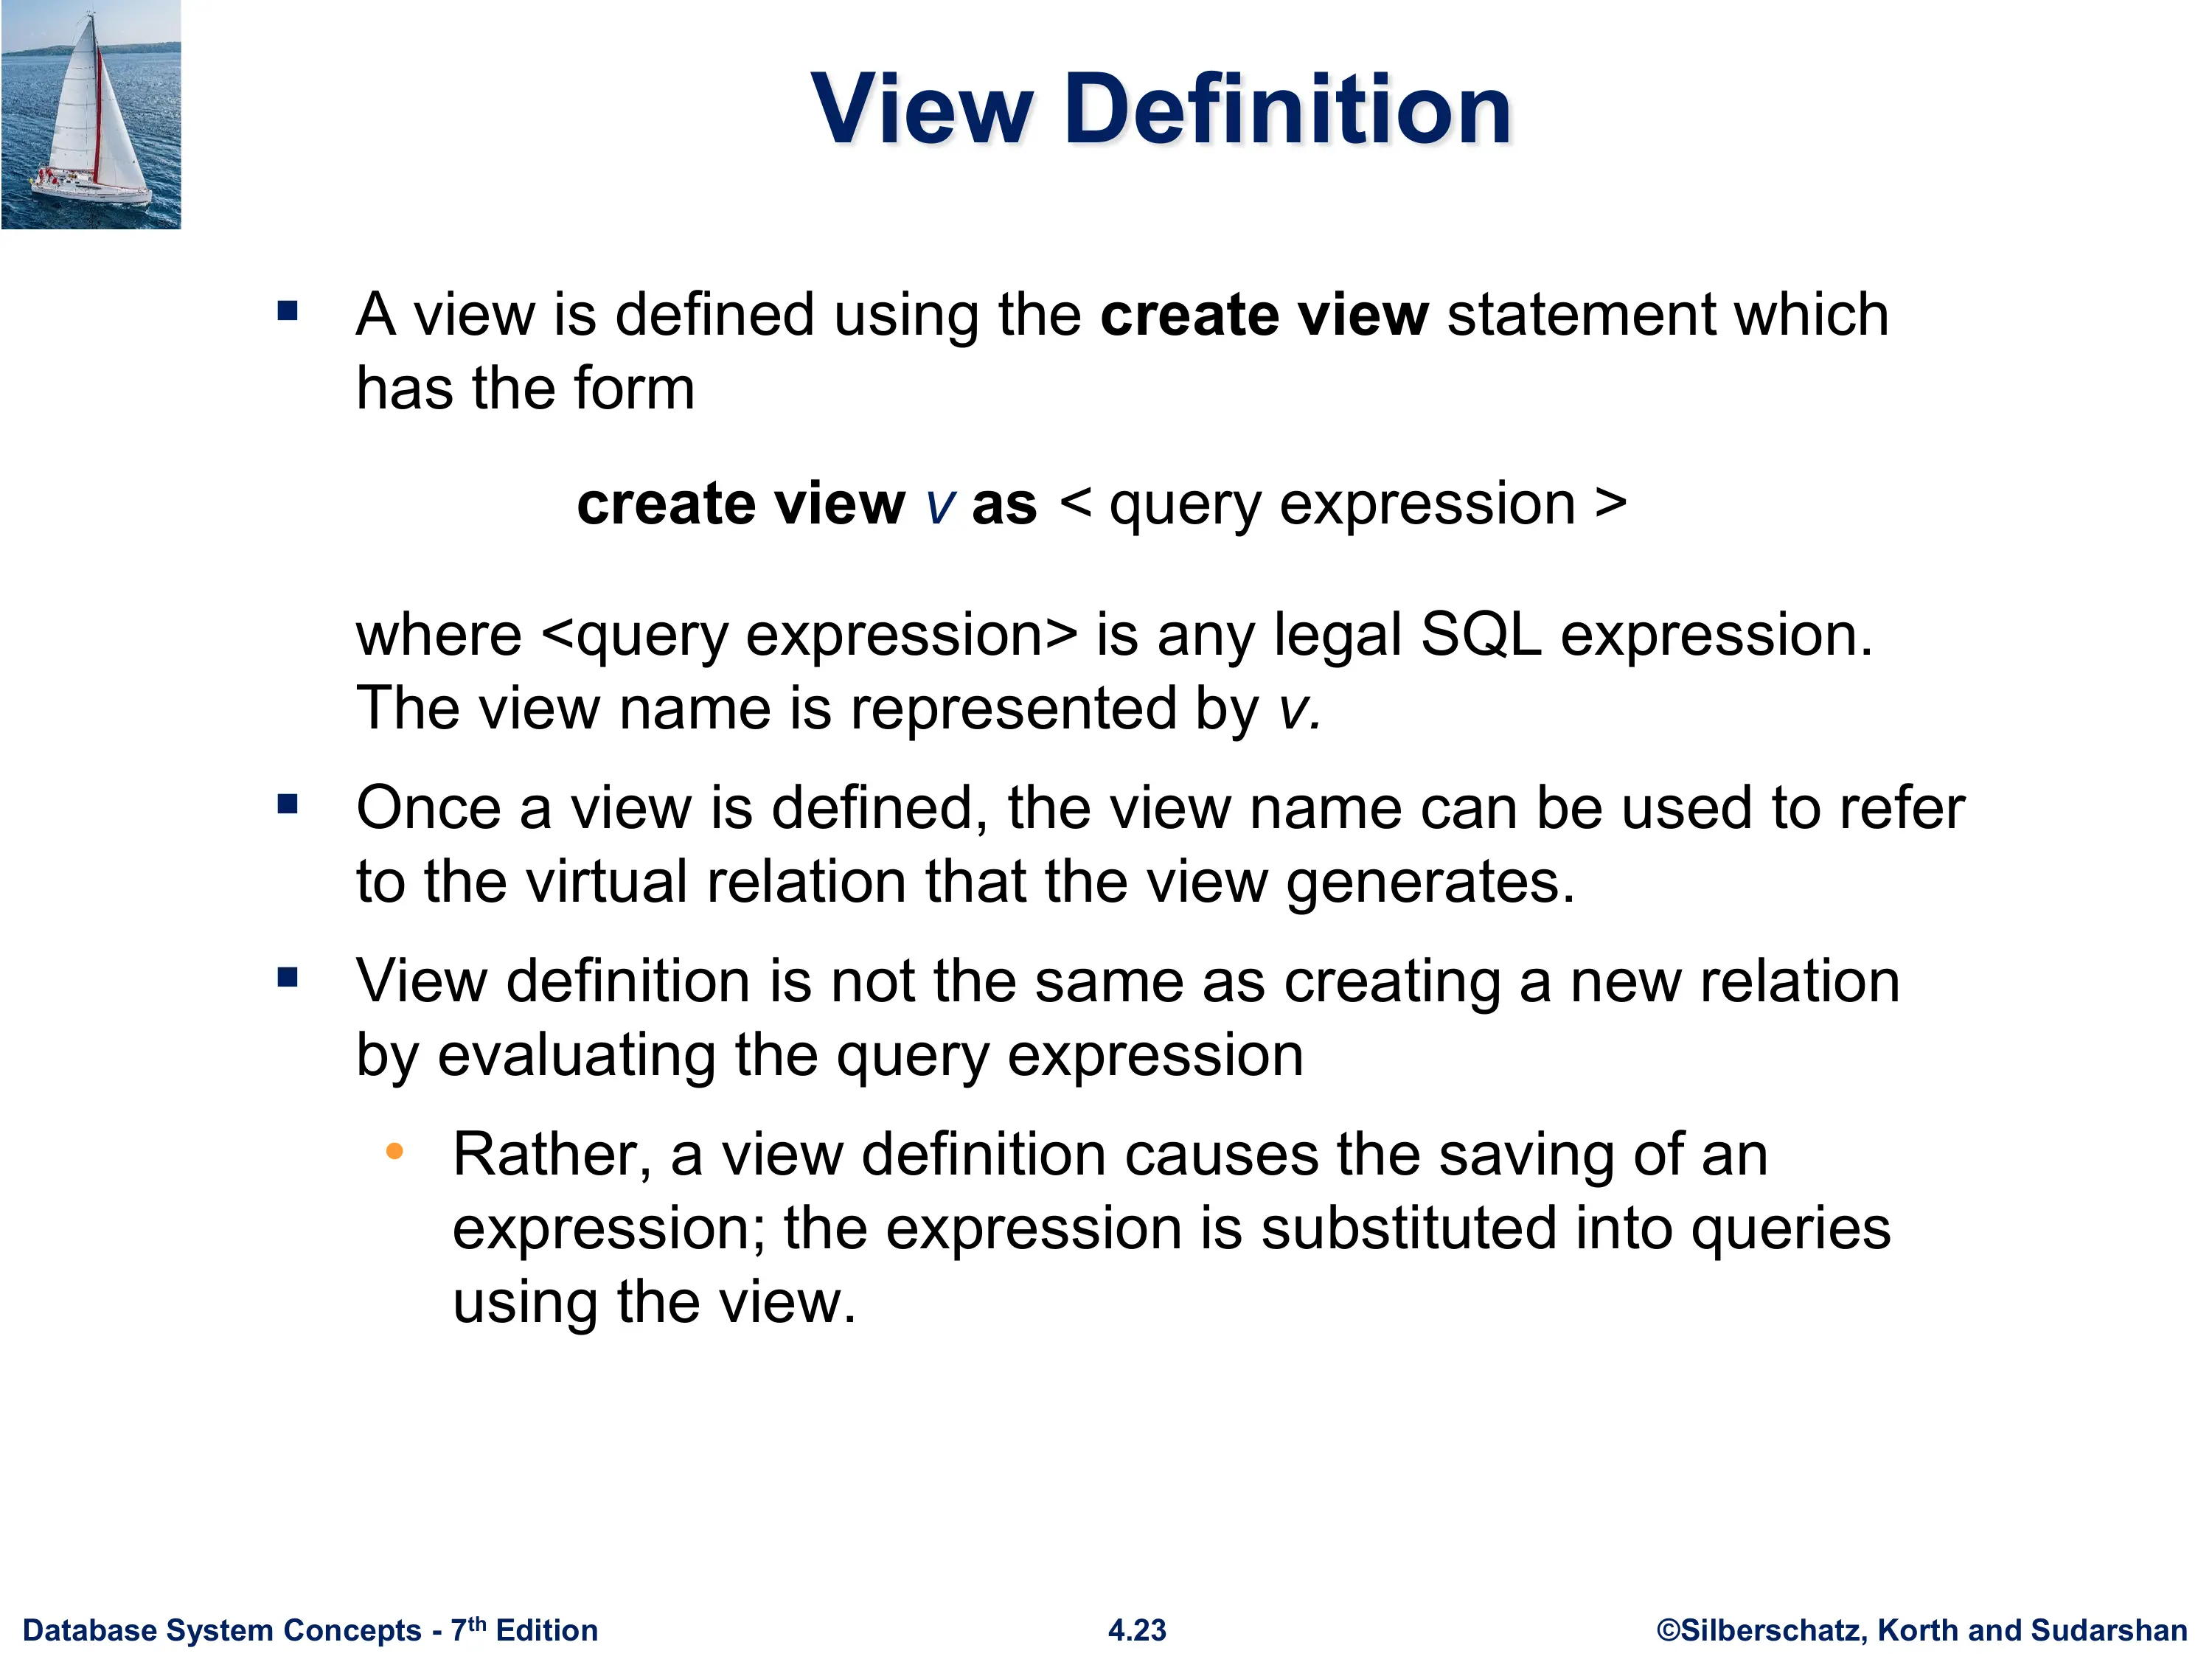 View Definition
▪ A view is defined using the create view statement which
has the form
create view v as < query expression >
where <query expression> is any legal SQL expression.
The view name is represented by v.
▪ Once a view is defined, the view name can be used to refer
to the virtual relation that the view generates.
▪ View definition is not the same as creating a new relation
by evaluating the query expression
• Rather, a view definition causes the saving of an
expression; the expression is substituted into queries
using the view.
Database System Concepts - 7th Edition
4.23
©Silberschatz, Korth and Sudarshan